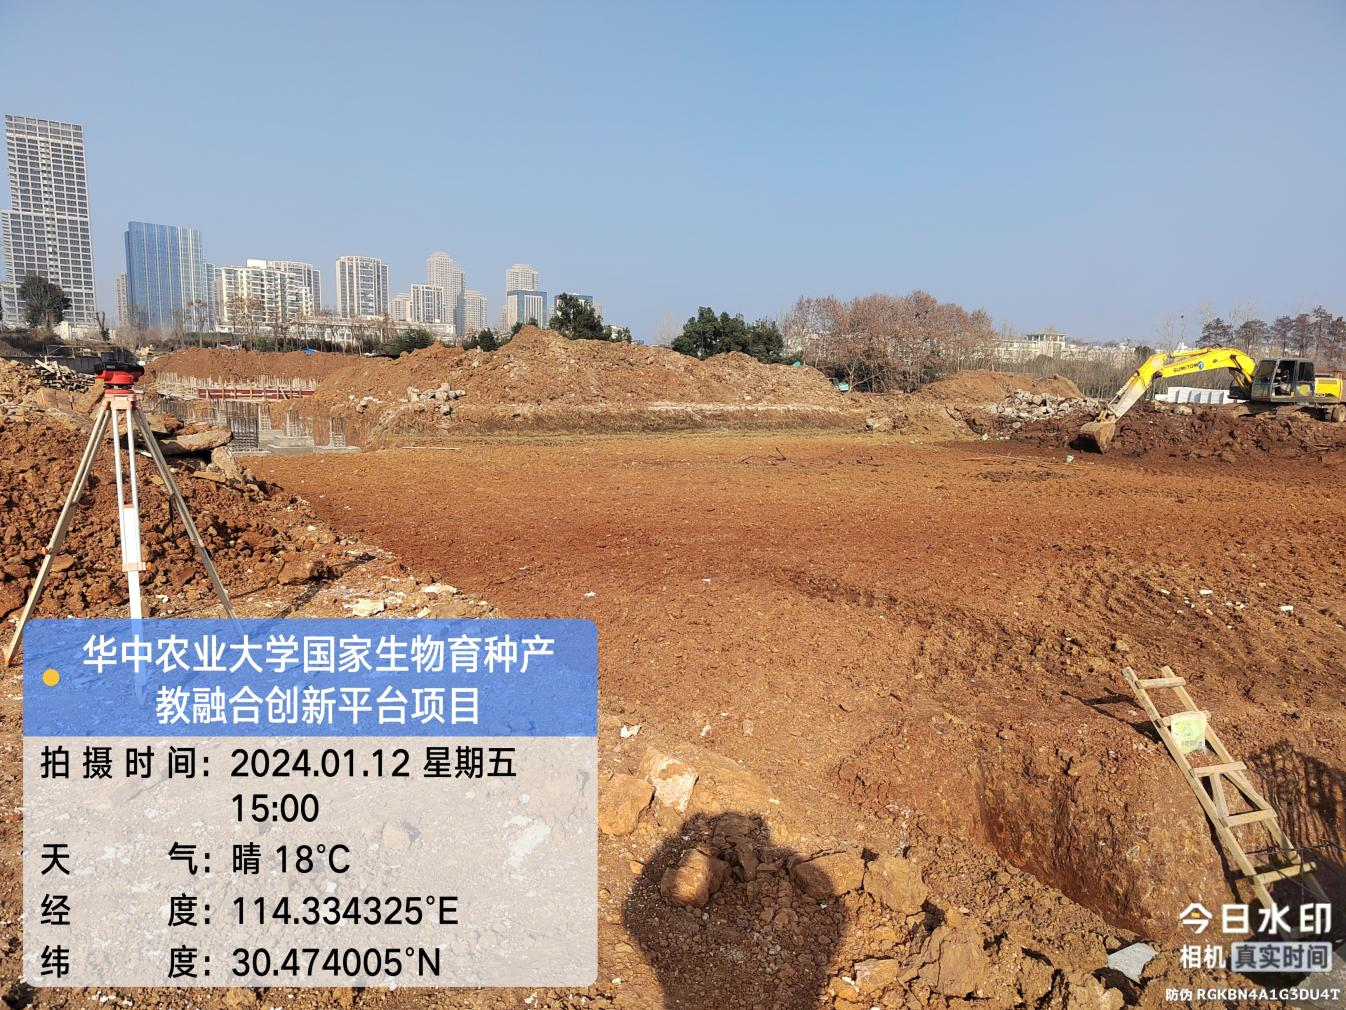 SUMITOMO
华中农业大学国家生物育种产
教融合创新平台项目
拍摄时间：2024.01.12 星期五
15:00
天气：晴 18°C
经度：114.334325°E
纬度：30.474005°N
今日水印
相机 真实时间
防伪 RGKBN4A1G3DU4T